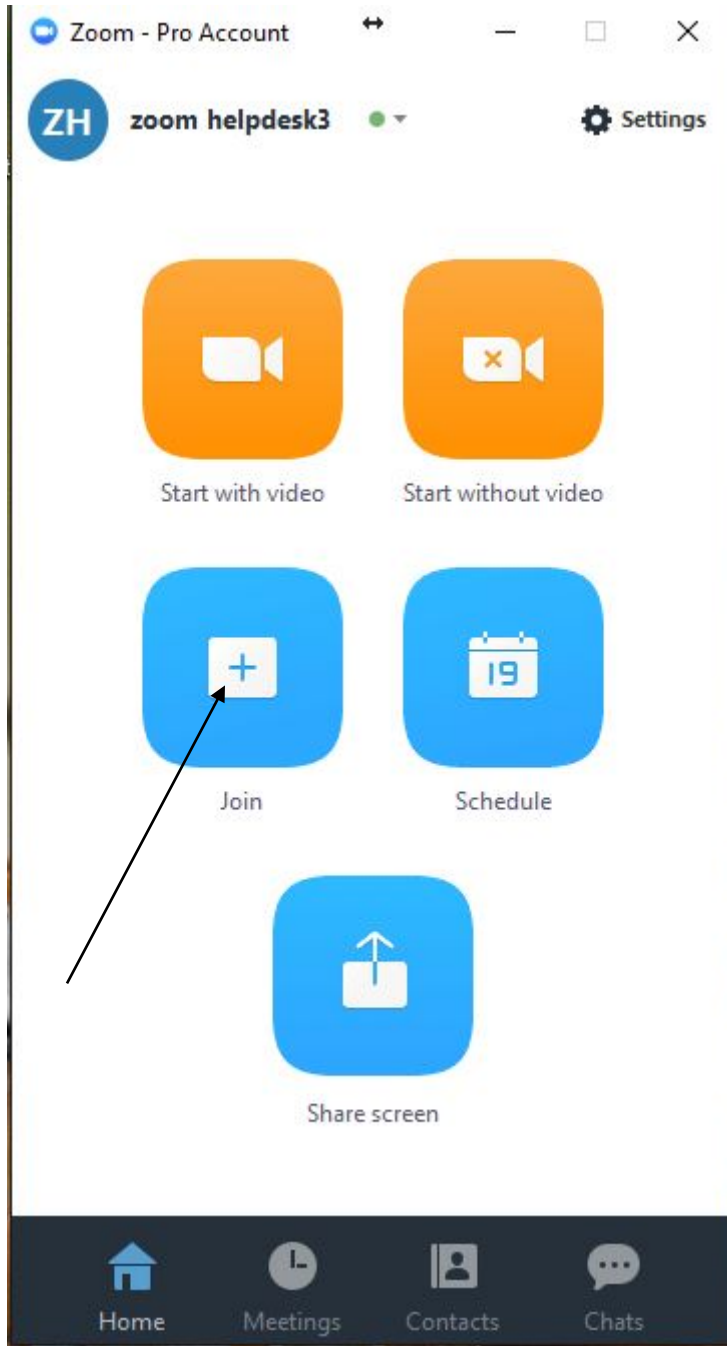 Zoom - Pro Account
ZH zoom helpdesk3 Settings
Start with video Start without video
19
Join Schedule
Share screen
Home Meetings Contacts Chats